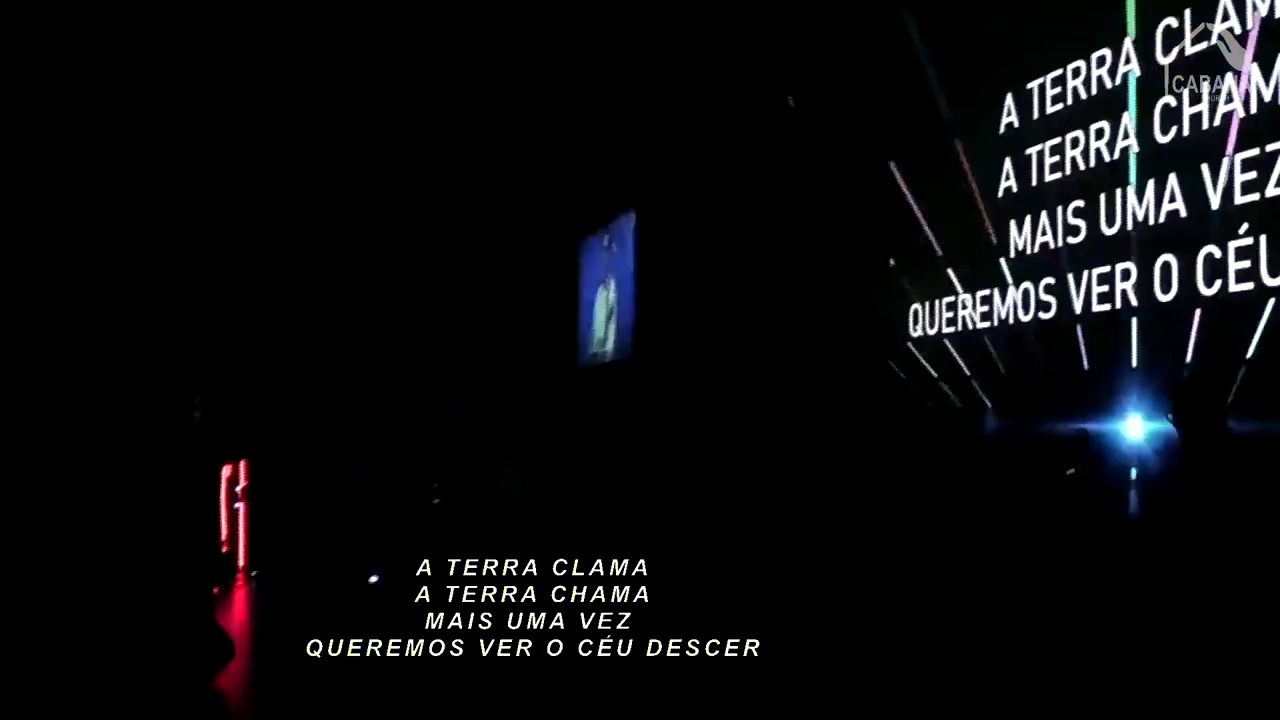 A TERRA CLAM
A TERRA CHAM
MAIS UMA VEZ
QUEREMOS VER O CÉU
CABANA
A TERRA CLAMA
A TERRA CHAMA
MAIS UMA VEZ
QUEREMOS VER O CÉU DESCER